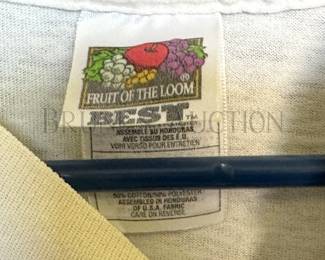 FRUIT OF THE LOOM
®
BEST™
ASSEMBLE AU HONDURAS
AVEC TISSUS DES E.U.
VOIR VERSO POUR ENTRETIEN
50% COTTON/50% POLYESTER
ASSEMBLED IN HONDURAS
OF U.S.A. FABRIC
CARE ON REVERSE